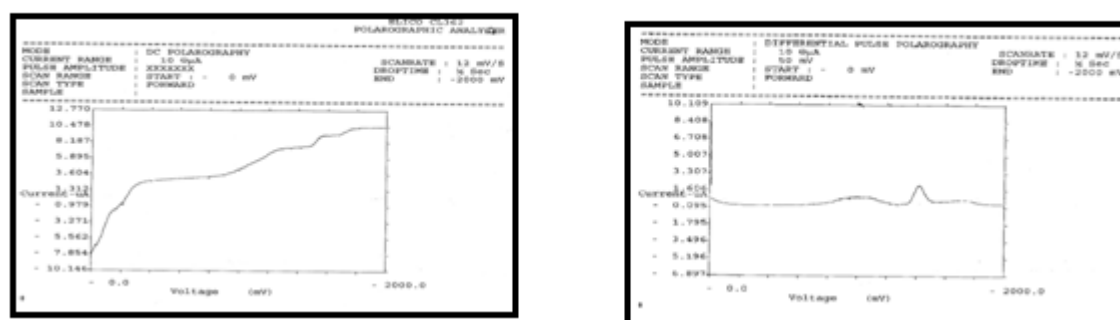 ELICO CL362
POLAROGRAPHIC ANALYSER
MODE : DC POLAROGRAPHY
CURRENT RANGE : 10 µA
PULSE AMPLITUDE : XXXXXXX
SCAN RANGE : START : - 0 mV
SCAN TYPE : FORWARD
SAMPLE :
SCANRATE : 12 mV/S
DROPTIME : ½ Sec
END : -2000 mV
12.770
10.478
8.187
5.895
3.604
1.312
Current uA
- 0.979
- 3.271
- 5.562
- 7.854
- 10.146
- 0.0
Voltage (mV)
- 2000.0
MODE : DIFFERENTIAL PULSE POLAROGRAPHY
CURRENT RANGE : 10 µA
PULSE AMPLITUDE : 50 mV
SCAN RANGE : START : - 0 mV
SCAN TYPE : FORWARD
SAMPLE :
SCANRATE : 12 mV/S
DROPTIME : ½ Sec
END : -2000 mV
10.109
8.408
6.708
5.007
3.307
1.606
Current uA
- 0.095
- 1.795
- 3.496
- 5.196
- 6.897
- 0.0
Voltage (mV)
- 2000.0